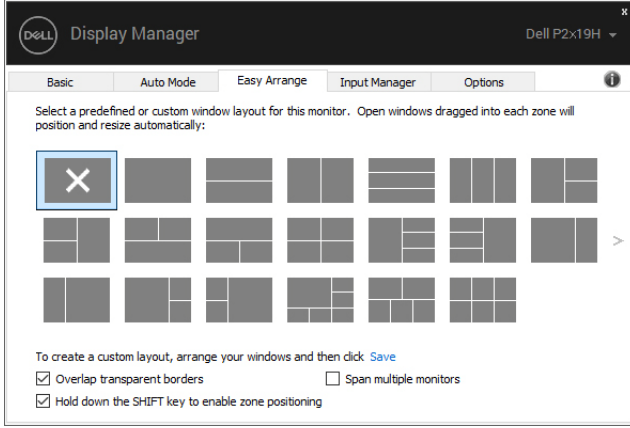 x
DELL Display Manager Dell P2x19H
Basic Auto Mode Easy Arrange Input Manager Options i
Select a predefined or custom window layout for this monitor. Open windows dragged into each zone will
position and resize automatically:
>
To create a custom layout, arrange your windows and then click Save
Overlap transparent borders Span multiple monitors
Hold down the SHIFT key to enable zone positioning